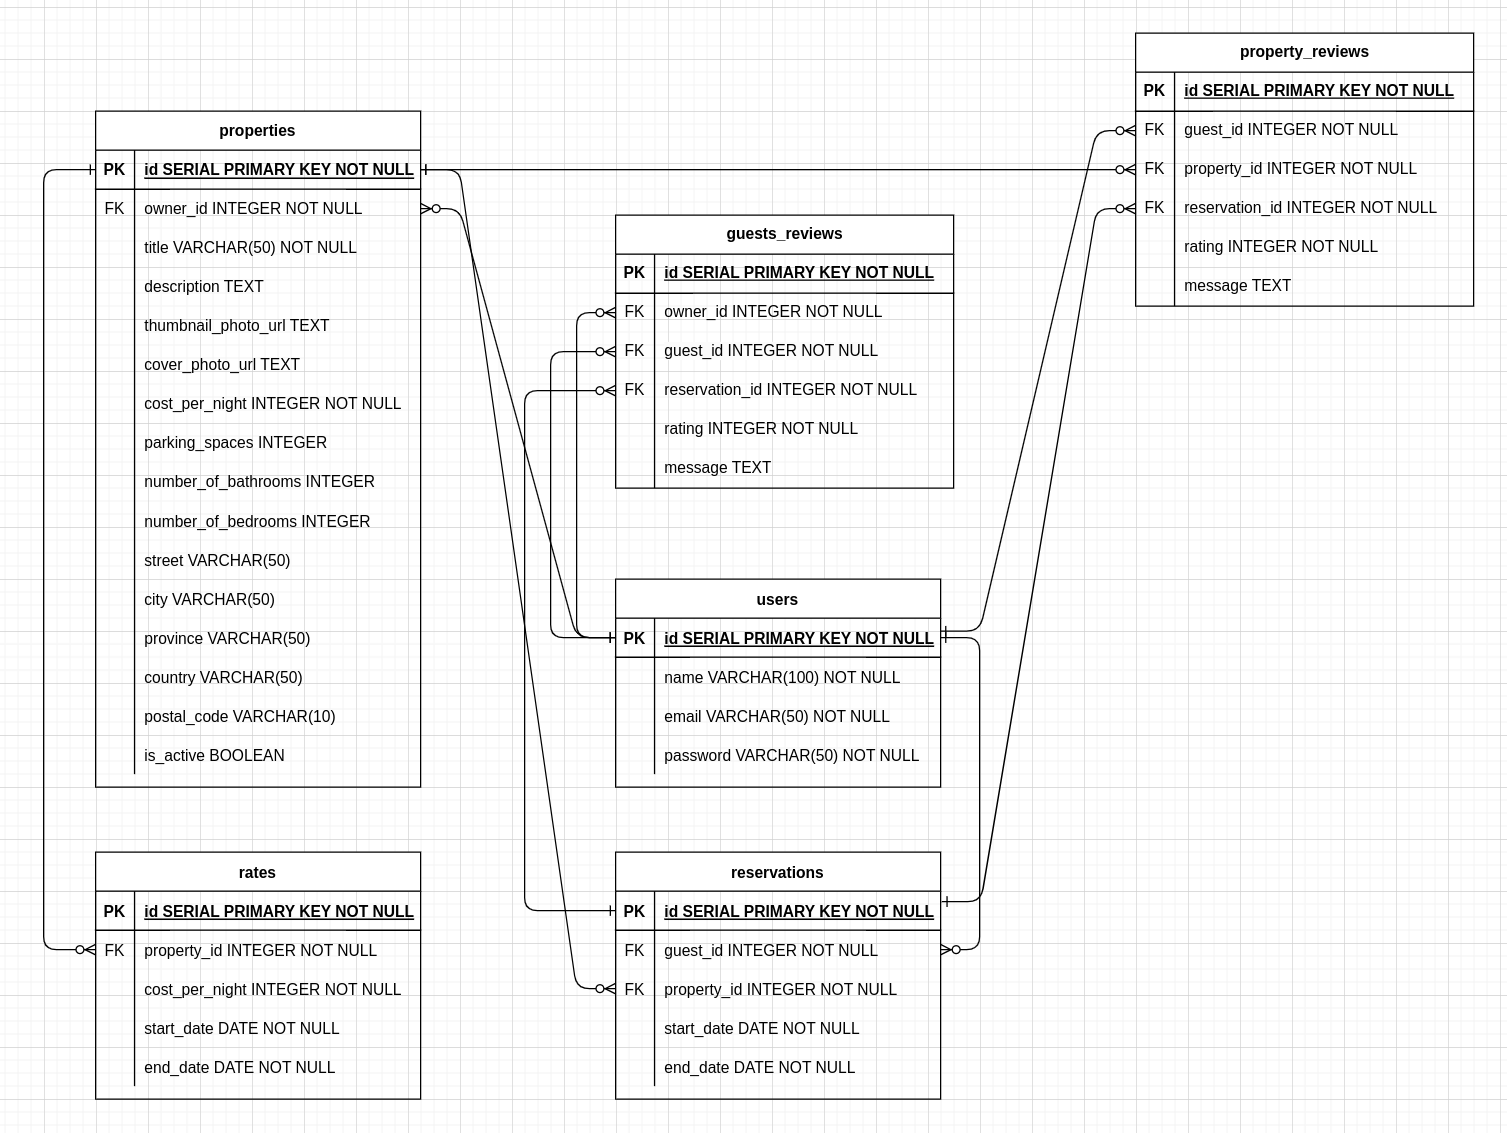 properties
PK id SERIAL PRIMARY KEY NOT NULL
FK owner_id INTEGER NOT NULL
title VARCHAR(50) NOT NULL
description TEXT
thumbnail_photo_url TEXT
cover_photo_url TEXT
cost_per_night INTEGER NOT NULL
parking_spaces INTEGER
number_of_bathrooms INTEGER
number_of_bedrooms INTEGER
street VARCHAR(50)
city VARCHAR(50)
province VARCHAR(50)
country VARCHAR(50)
postal_code VARCHAR(10)
is_active BOOLEAN
rates
PK id SERIAL PRIMARY KEY NOT NULL
FK property_id INTEGER NOT NULL
cost_per_night INTEGER NOT NULL
start_date DATE NOT NULL
end_date DATE NOT NULL
guests_reviews
PK id SERIAL PRIMARY KEY NOT NULL
FK owner_id INTEGER NOT NULL
FK guest_id INTEGER NOT NULL
FK reservation_id INTEGER NOT NULL
rating INTEGER NOT NULL
message TEXT
users
PK id SERIAL PRIMARY KEY NOT NULL
name VARCHAR(100) NOT NULL
email VARCHAR(50) NOT NULL
password VARCHAR(50) NOT NULL
reservations
PK id SERIAL PRIMARY KEY NOT NULL
FK guest_id INTEGER NOT NULL
FK property_id INTEGER NOT NULL
start_date DATE NOT NULL
end_date DATE NOT NULL
property_reviews
PK id SERIAL PRIMARY KEY NOT NULL
FK guest_id INTEGER NOT NULL
FK property_id INTEGER NOT NULL
FK reservation_id INTEGER NOT NULL
rating INTEGER NOT NULL
message TEXT